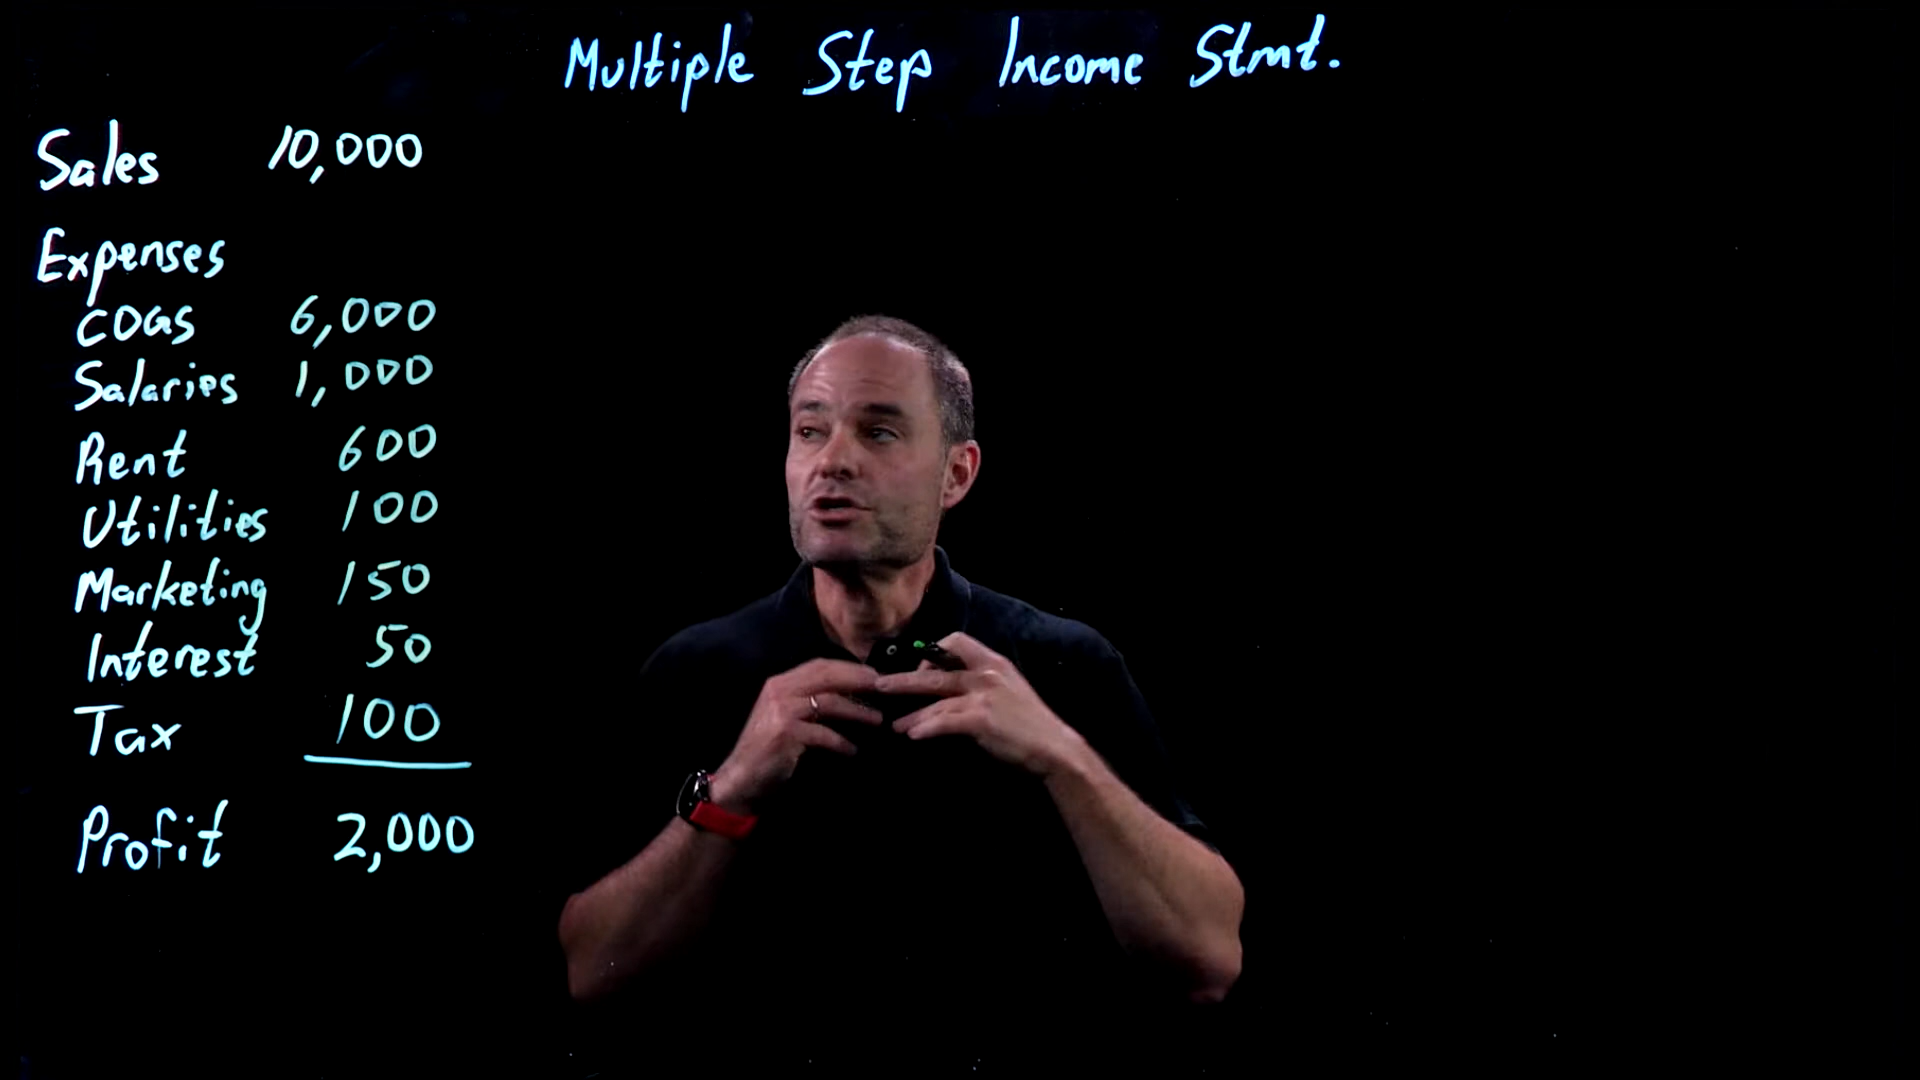 Multiple Step Income Stmt.
Sales 10,000
Expenses
COGS 6,000
Salaries 1,000
Rent 600
Utilities 100
Marketing 150
Interest 50
Tax 100
Profit 2,000